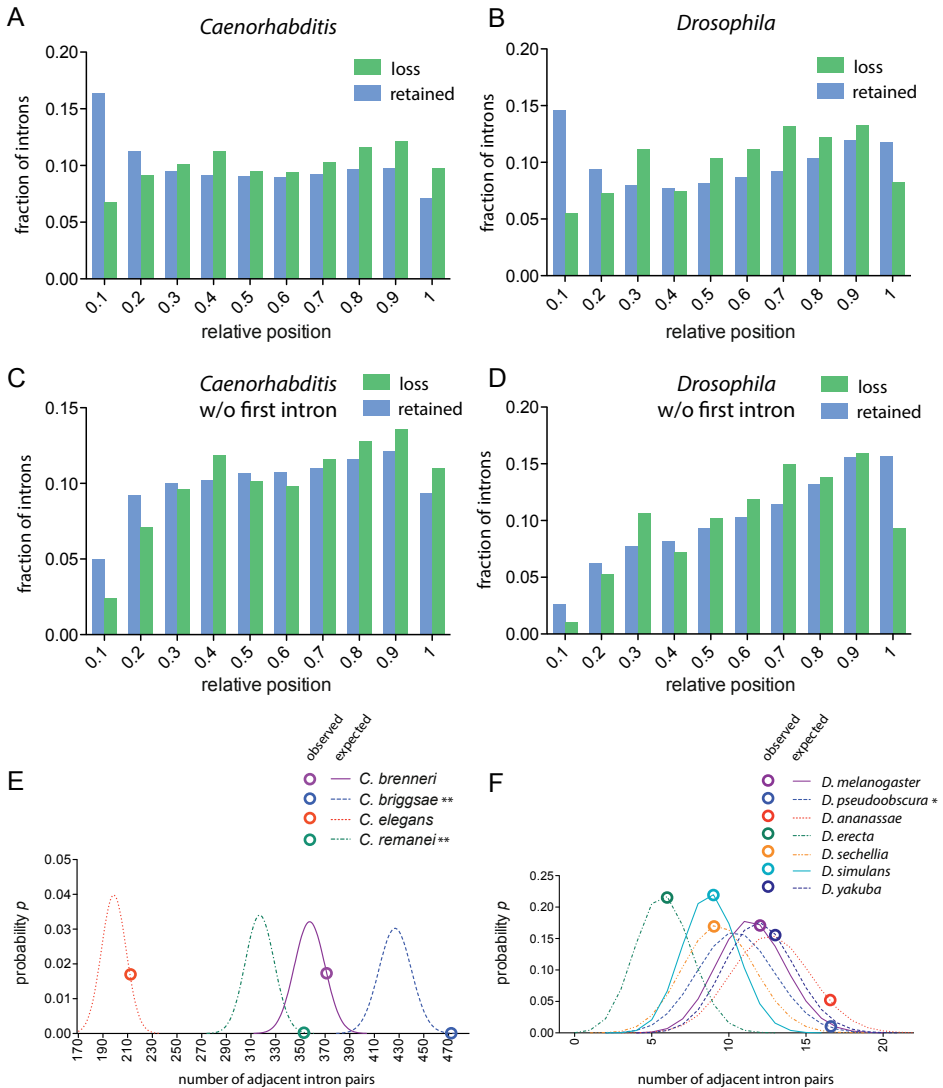 A
Caenorhabditis
loss
retained
fraction of introns
0.20
0.15
0.10
0.05
0.00
0.1 0.2 0.3 0.4 0.5 0.6 0.7 0.8 0.9 1
relative position
B
Drosophila
loss
retained
fraction of introns
0.20
0.15
0.10
0.05
0.00
0.1 0.2 0.3 0.4 0.5 0.6 0.7 0.8 0.9 1
relative position
C
Caenorhabditis
w/o first intron
loss
retained
fraction of introns
0.15
0.10
0.05
0.00
0.1 0.2 0.3 0.4 0.5 0.6 0.7 0.8 0.9 1
relative position
D
Drosophila
w/o first intron
loss
retained
fraction of introns
0.20
0.15
0.10
0.05
0.00
0.1 0.2 0.3 0.4 0.5 0.6 0.7 0.8 0.9 1
relative position
E
observed
expected
C. brenneri
C. briggsae **
C. elegans
C. remanei **
probability p
0.05
0.04
0.03
0.02
0.01
0.00
170 190 210 230 250 270 290 310 330 350 370 390 410 430 450 470
number of adjacent intron pairs
F
observed
expected
D. melanogaster
D. pseudoobscura *
D. ananassae
D. erecta
D. sechellia
D. simulans
D. yakuba
probability p
0.25
0.20
0.15
0.10
0.05
0.00
0 5 10 15 20
number of adjacent intron pairs